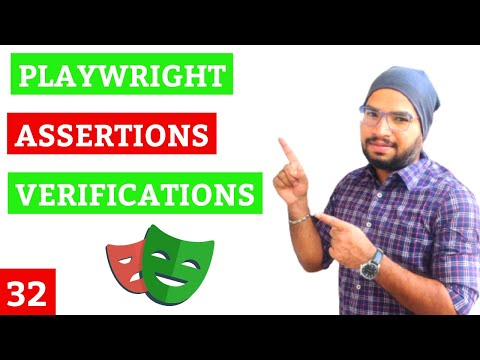 PLAYWRIGHT
ASSERTIONS
VERIFICATIONS
32